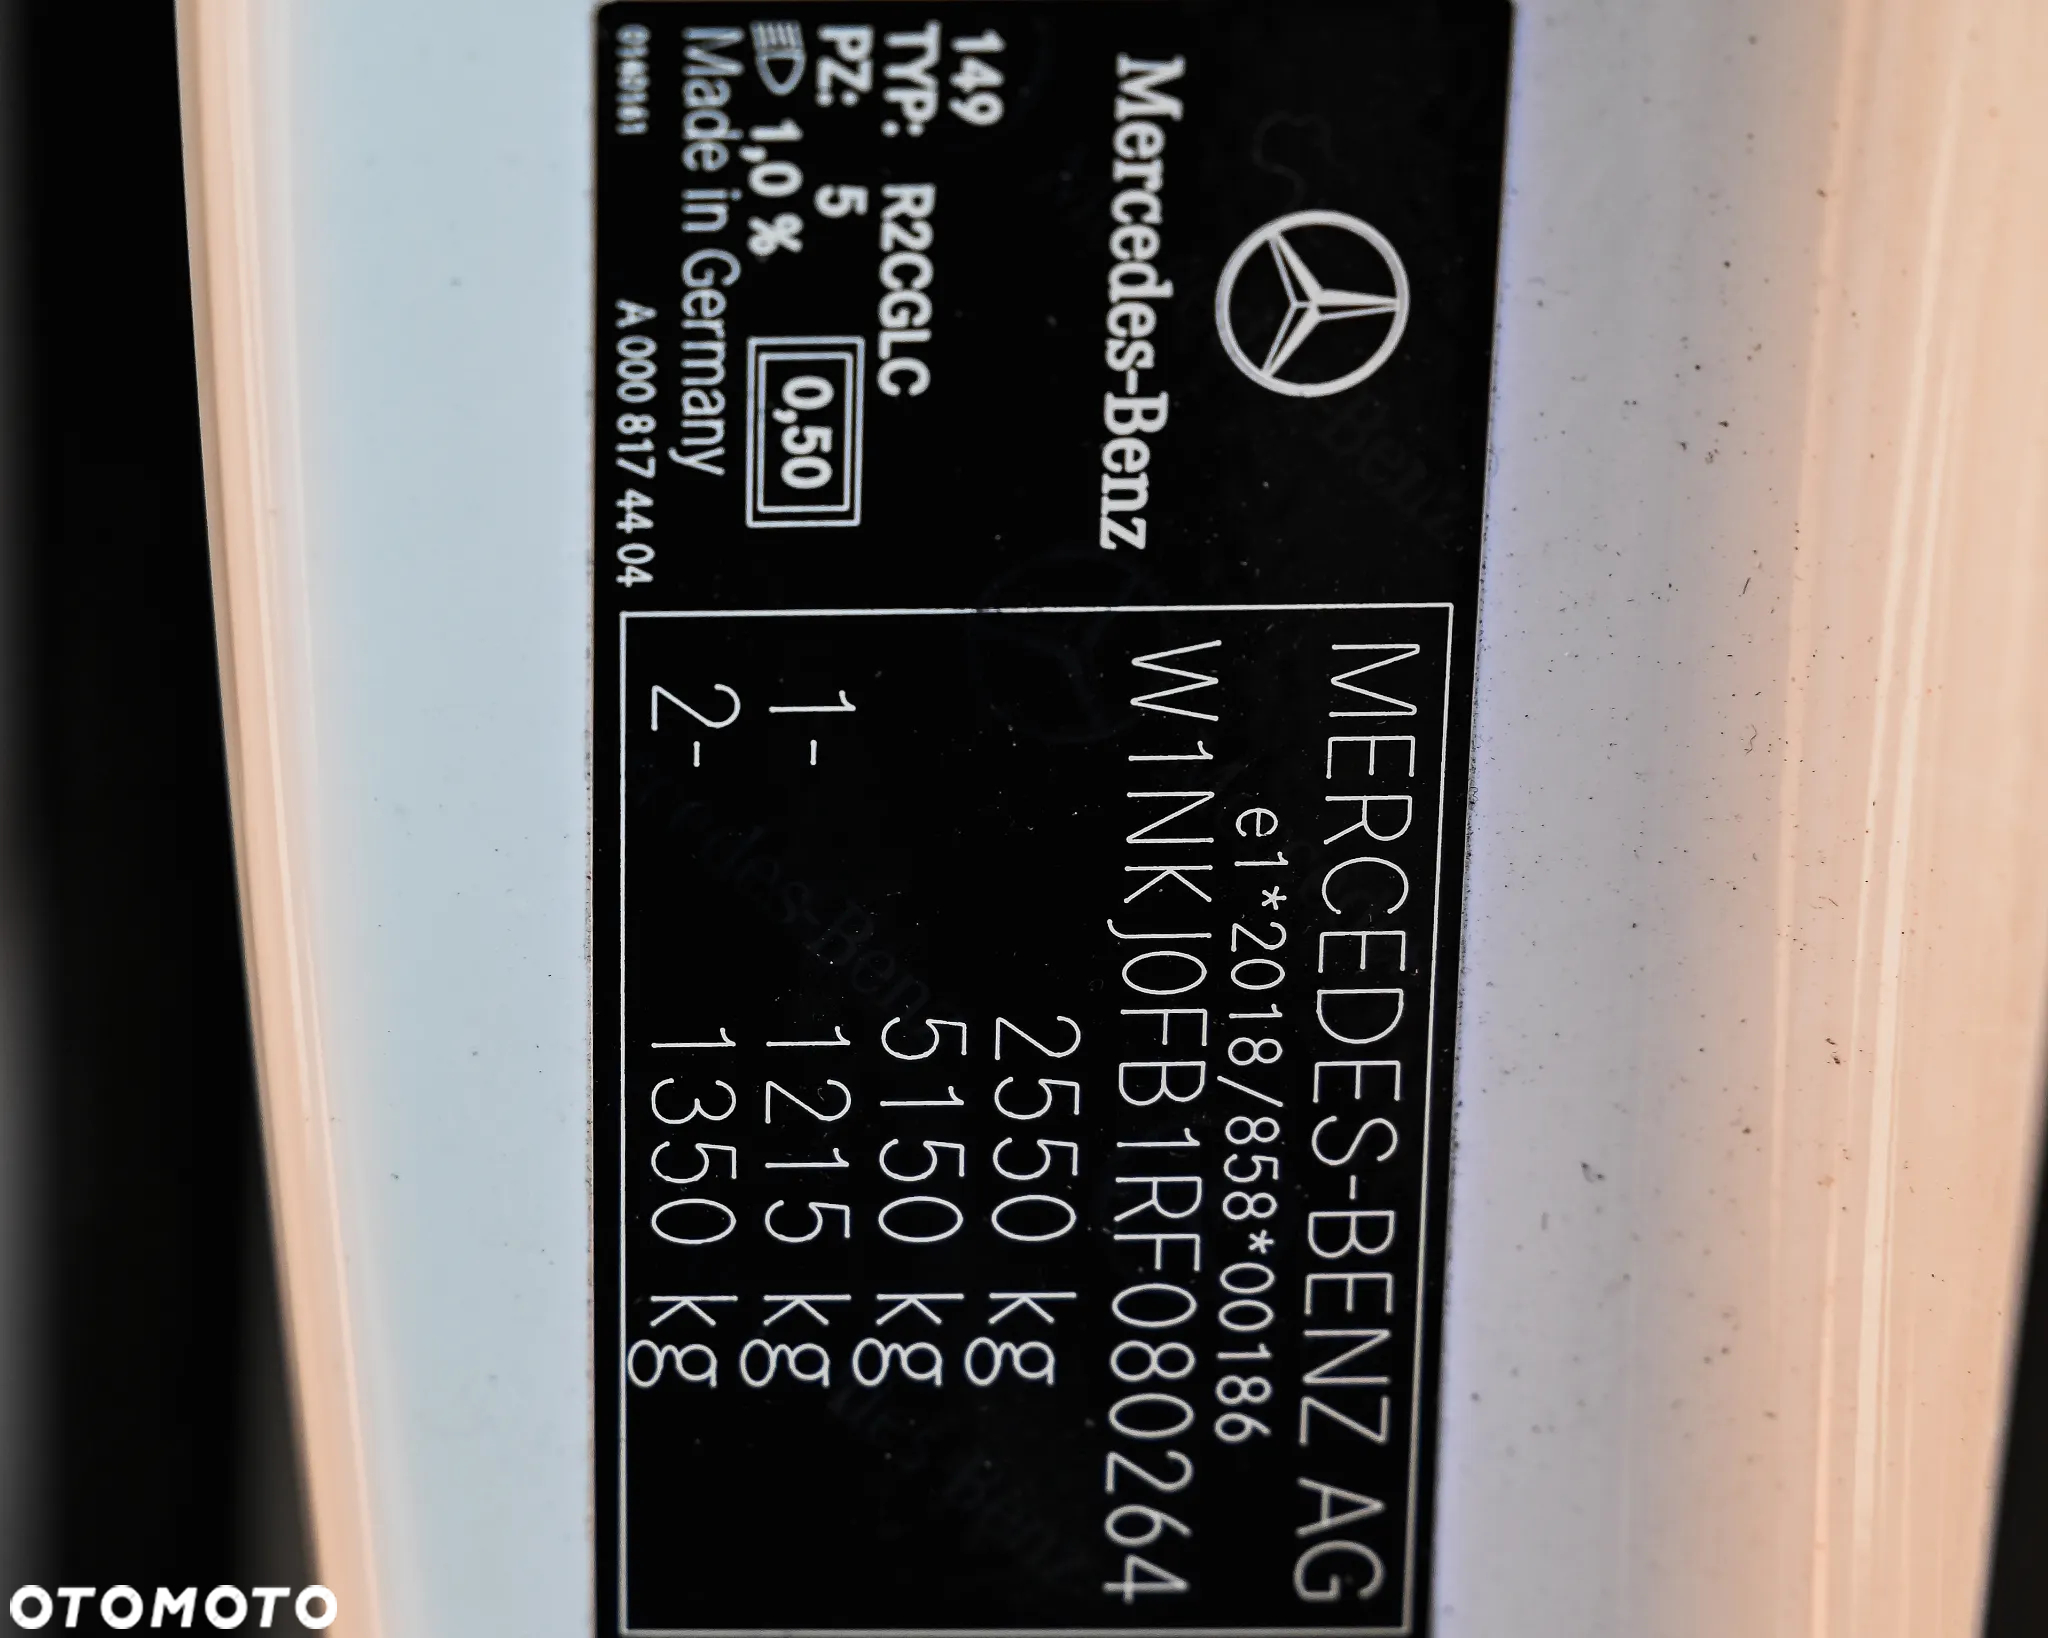 Mercedes-Benz
149
TYP: R2CGLC
PZ: 5
1,0 %
0,50
Made in Germany
A 000 817 44 04
MERCEDES-BENZ AG
e1*2018/858*00186
W1NKJ0FB1RF080264
2550 kg
5150 kg
1- 1215 kg
2- 1350 kg
OTOMOTO